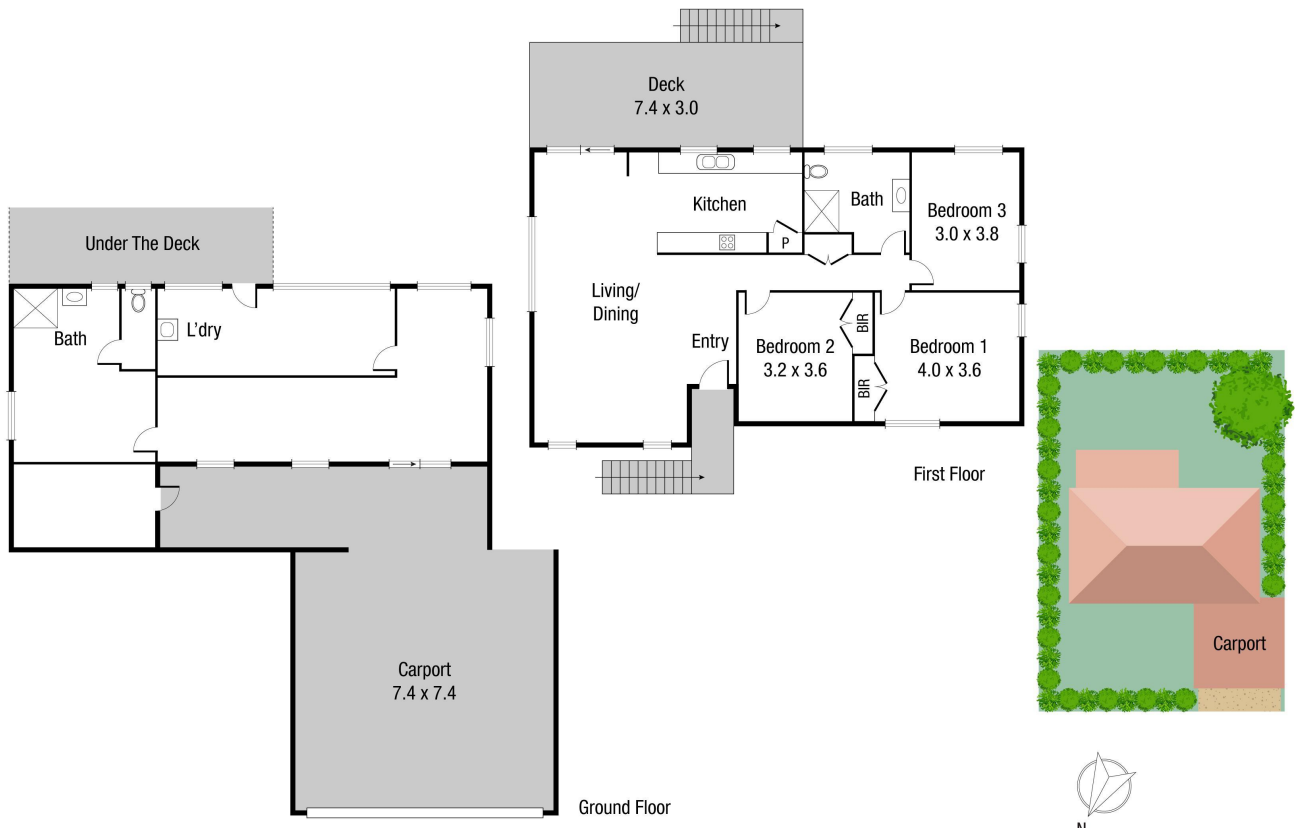 Deck
7.4 x 3.0
Kitchen
P
Bath
Bedroom 3
3.0 x 3.8
Living/
Dining
Entry
Bedroom 2
3.2 x 3.6
BIR
BIR
Bedroom 1
4.0 x 3.6
First Floor
Under The Deck
Bath
L'dry
Carport
7.4 x 7.4
Ground Floor
Carport
N